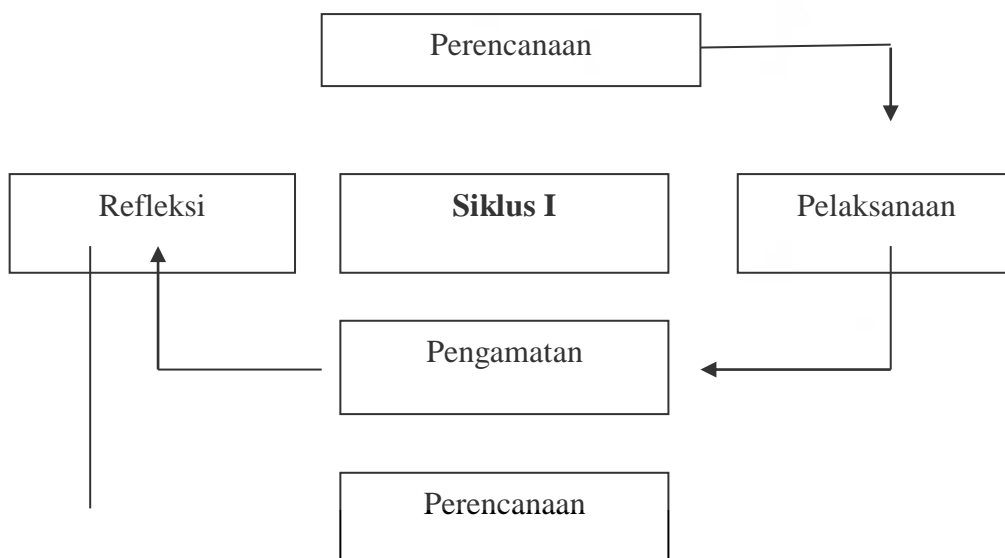 Perencanaan
Refleksi
Siklus I
Pelaksanaan
Pengamatan
Perencanaan